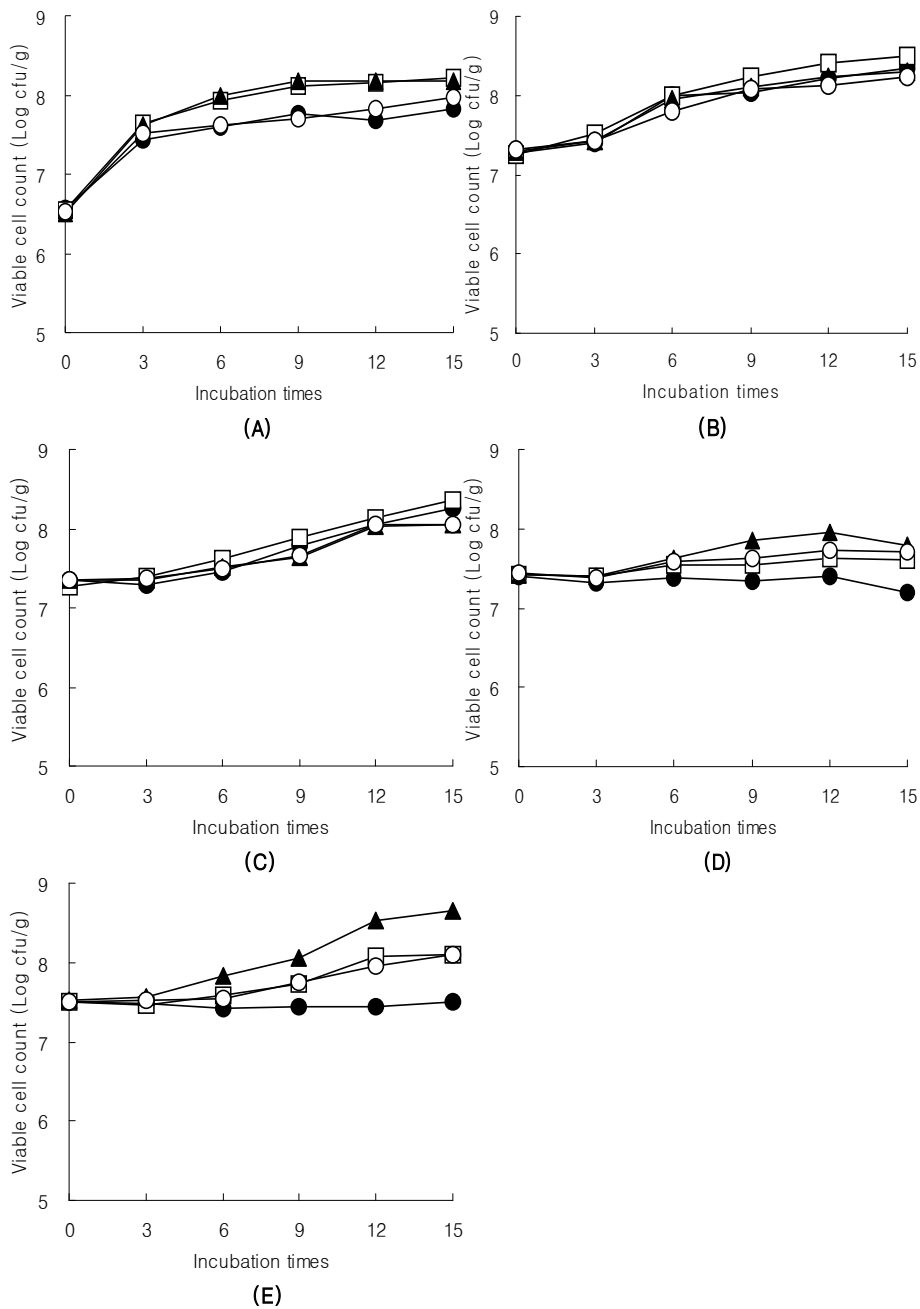 Viable cell count (Log cfu/g)
9
8
7
6
5
0 3 6 9 12 15
Incubation times
(A)
Viable cell count (Log cfu/g)
9
8
7
6
5
0 3 6 9 12 15
Incubation times
(B)
Viable cell count (Log cfu/g)
9
8
7
6
5
0 3 6 9 12 15
Incubation times
(C)
Viable cell count (Log cfu/g)
9
8
7
6
5
0 3 6 9 12 15
Incubation times
(D)
Viable cell count (Log cfu/g)
9
8
7
6
5
0 3 6 9 12 15
Incubation times
(E)